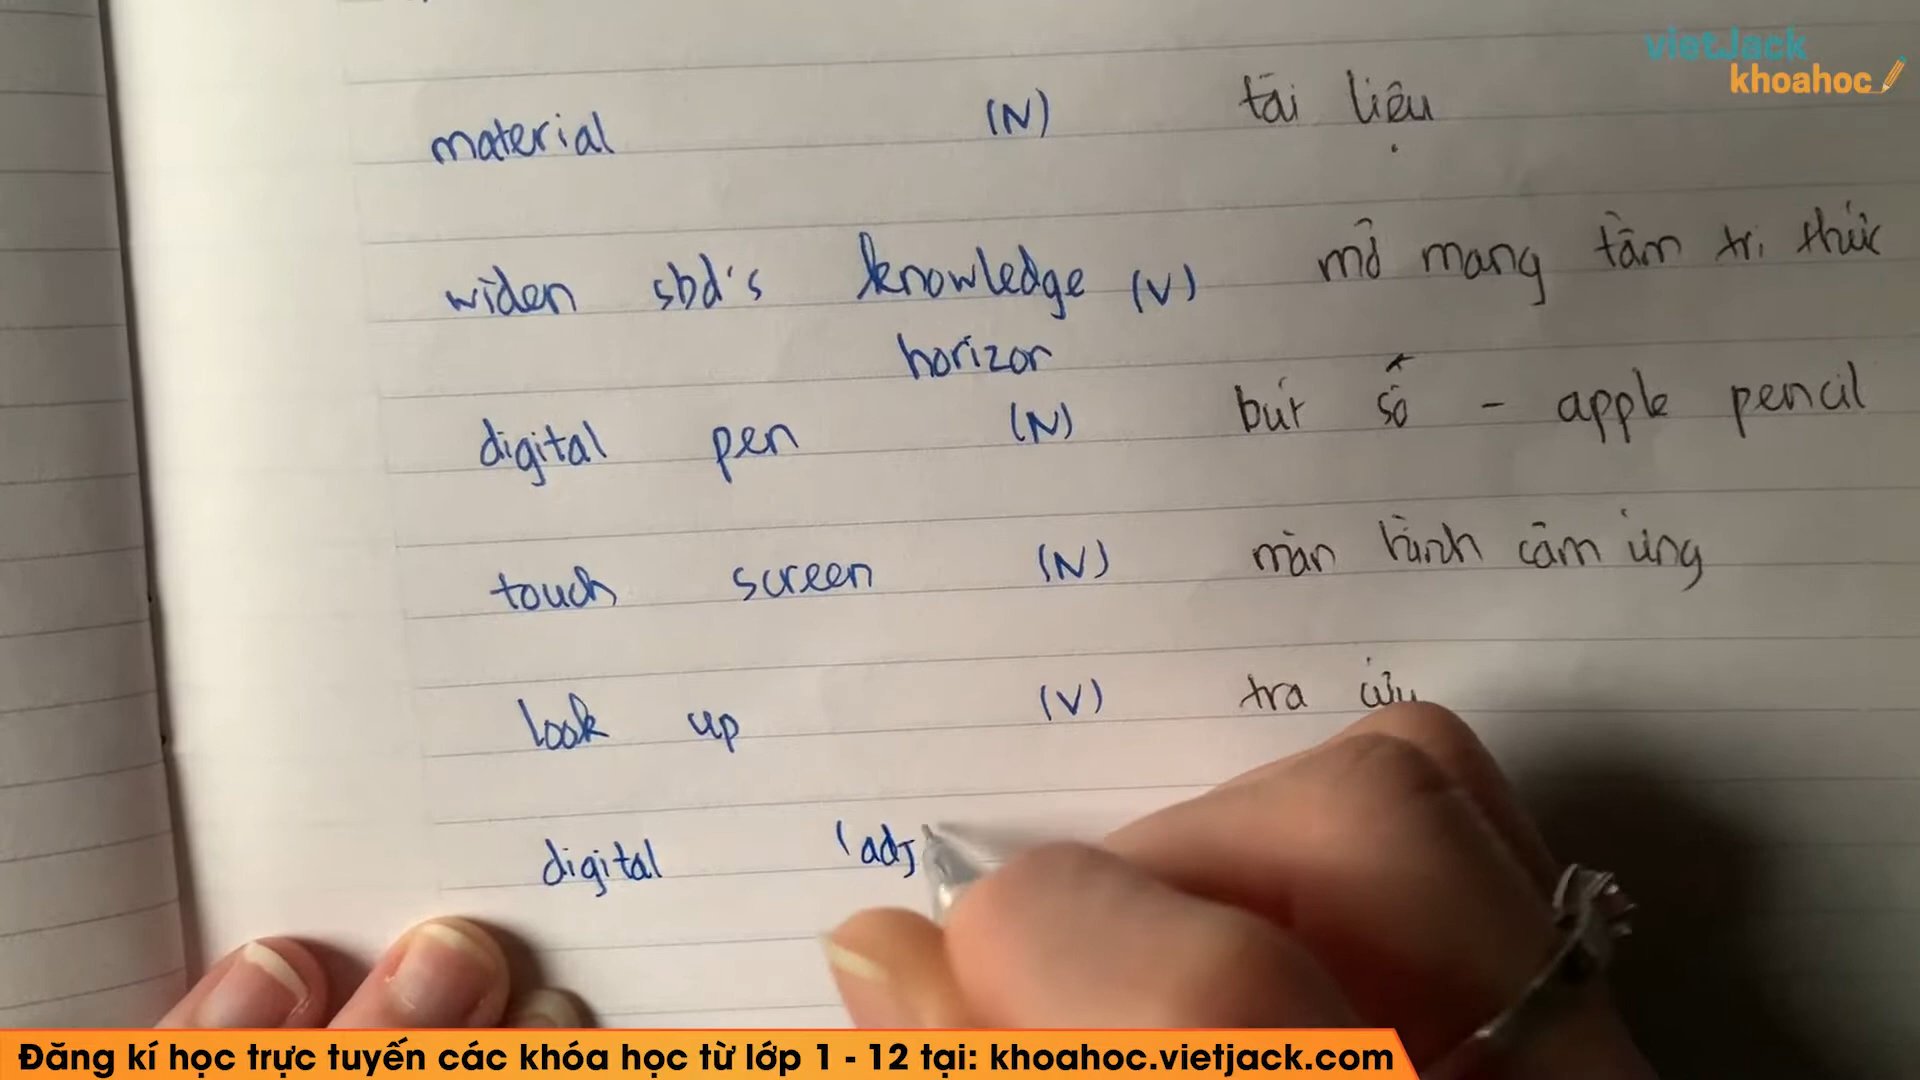 vietJack
khoahoc
material (N) tài liệu
widen sbd's knowledge (V) mở mang tầm tri thức
horizon
digital pen (N) bút số - apple pencil
touch screen (N) màn hình cảm ứng
look up (V) tra cứu
digital (adj
Đăng kí học trực tuyến các khóa học từ lớp 1 - 12 tại: khoahoc.vietjack.com